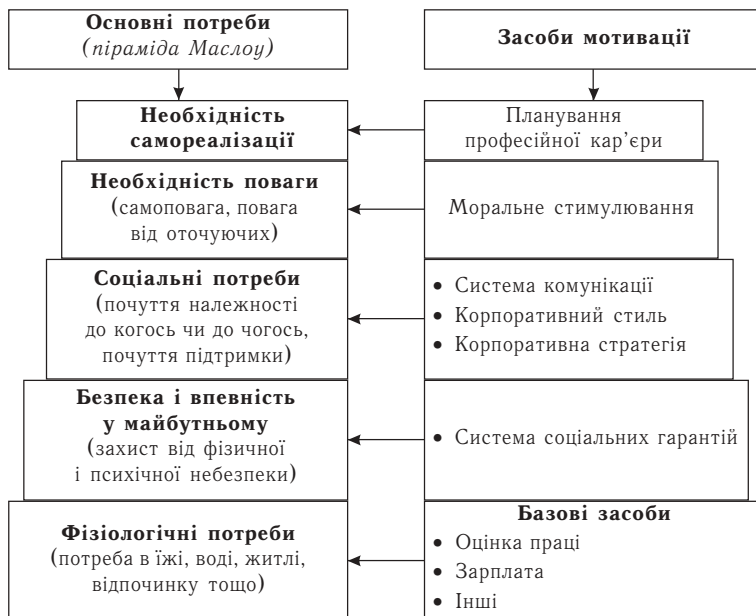 Основні потреби
(піраміда Маслоу)
Засоби мотивації
Необхідність
самореалізації
Планування
професійної кар’єри
Необхідність поваги
(самоповага, повага
від оточуючих)
Моральне стимулювання
Соціальні потреби
(почуття належності
до когось чи до чогось,
почуття підтримки)
• Система комунікації
• Корпоративний стиль
• Корпоративна стратегія
Безпека і впевність
у майбутньому
(захист від фізичної
і психічної небезпеки)
• Система соціальних гарантій
Фізіологічні потреби
(потреба в їжі, воді, житлі,
відпочинку тощо)
Базові засоби
• Оцінка праці
• Зарплата
• Інші